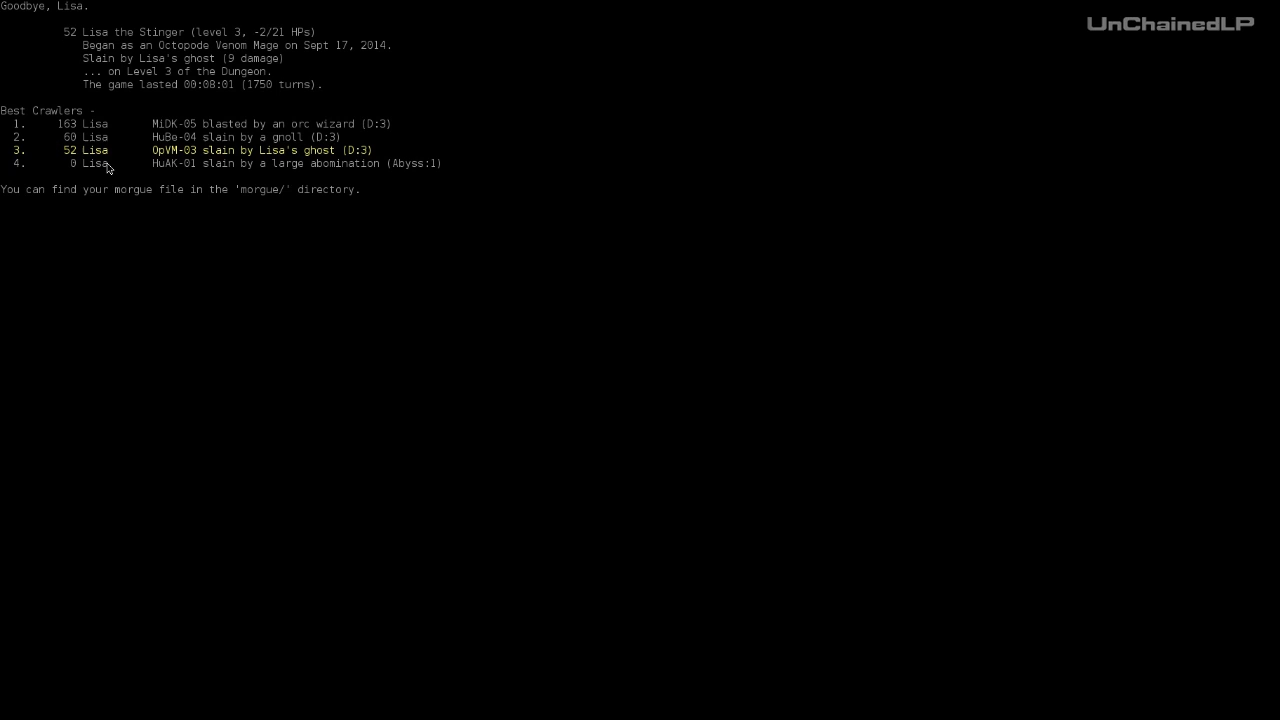 Goodbye, Lisa.
UnChainedLP
52 Lisa the Stinger (level 3, -2/21 HPs)
Began as an Octopode Venom Mage on Sept 17, 2014.
Slain by Lisa's ghost (9 damage)
... on Level 3 of the Dungeon.
The game lasted 00:08:01 (1750 turns).
Best Crawlers -
1. 163 Lisa MiDK-05 blasted by an orc wizard (D:3)
2. 60 Lisa HuBe-04 slain by a gnoll (D:3)
3. 52 Lisa OpVM-03 slain by Lisa's ghost (D:3)
4. 0 Lisa HuAK-01 slain by a large abomination (Abyss:1)
You can find your morgue file in the 'morgue/' directory.